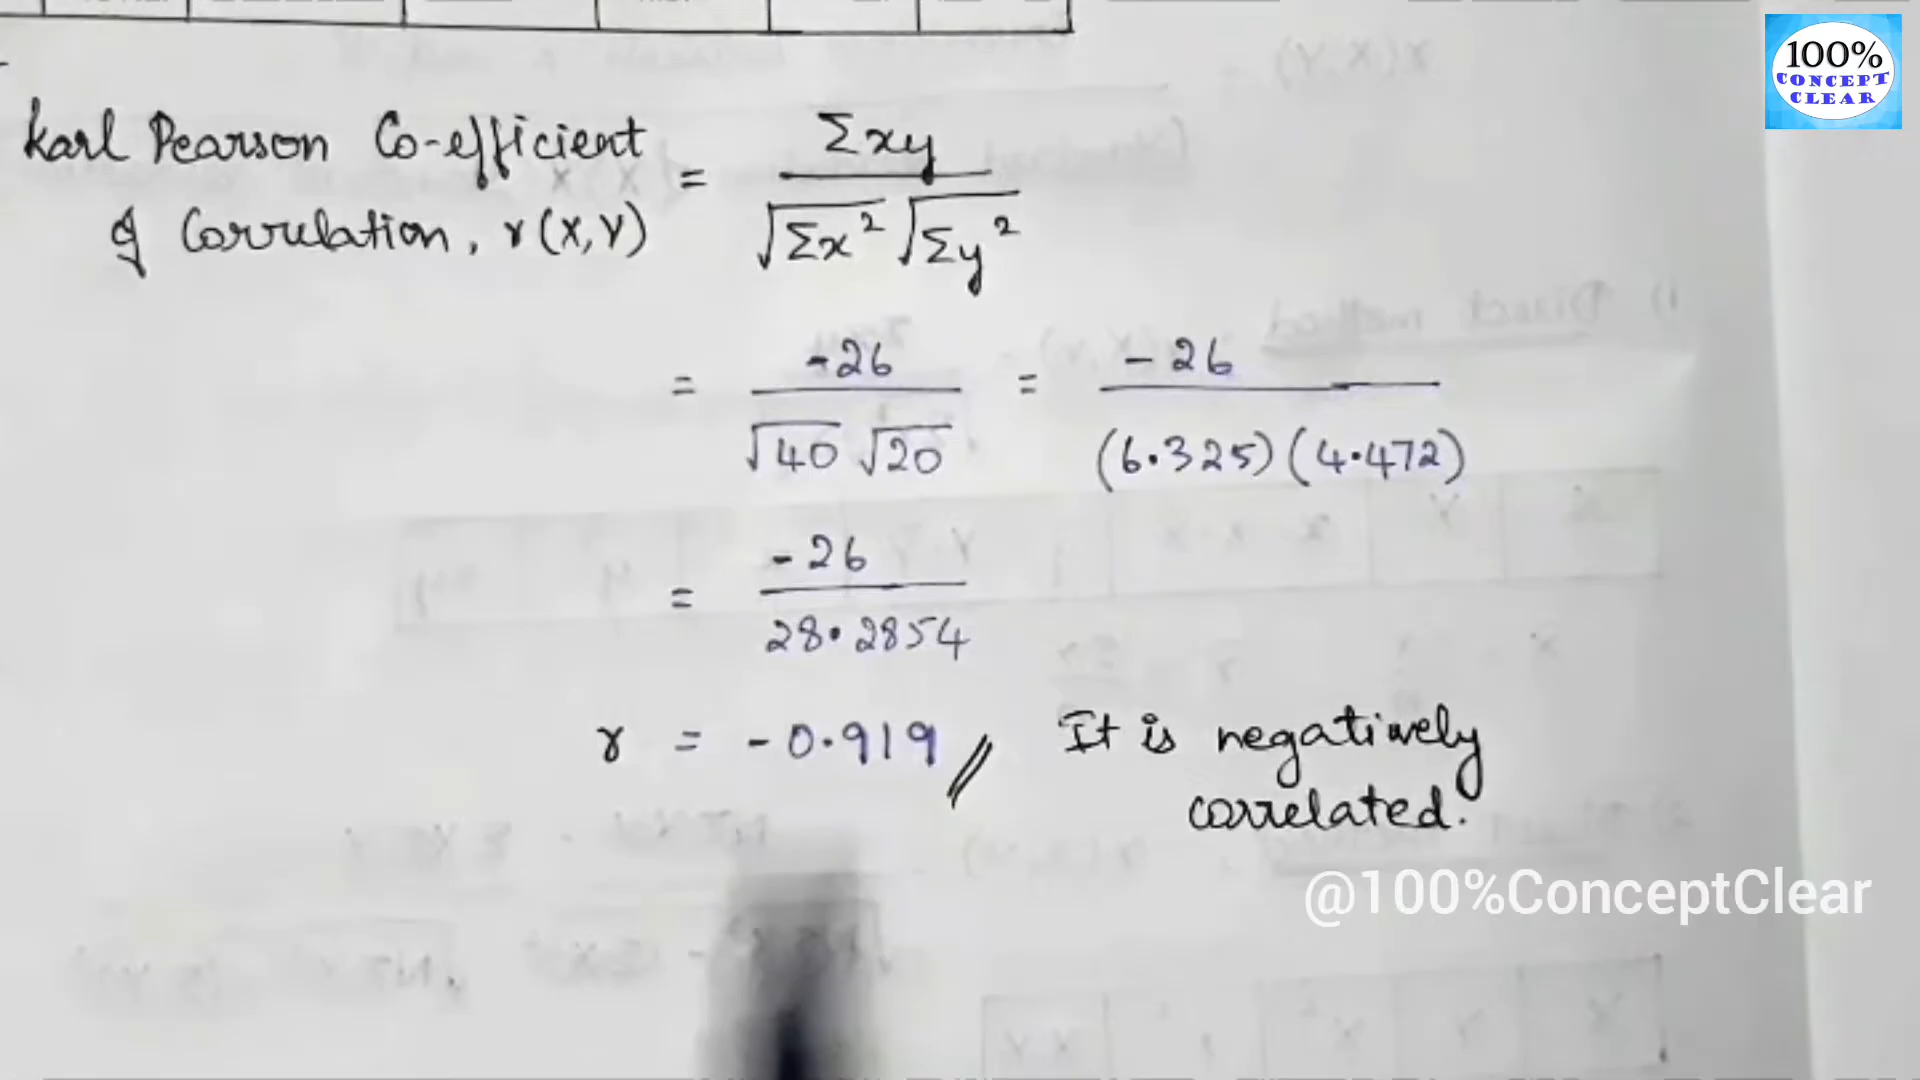 100%
CONCEPT
CLEAR
Karl Pearson Co-efficient
of Correlation, r(X,Y) = Σxy / √Σx² √Σy²
= -26 / √40 √20 = -26 / (6.325)(4.472)
= -26 / 28.2854
r = -0.919 // It is negatively
correlated.
@100%ConceptClear